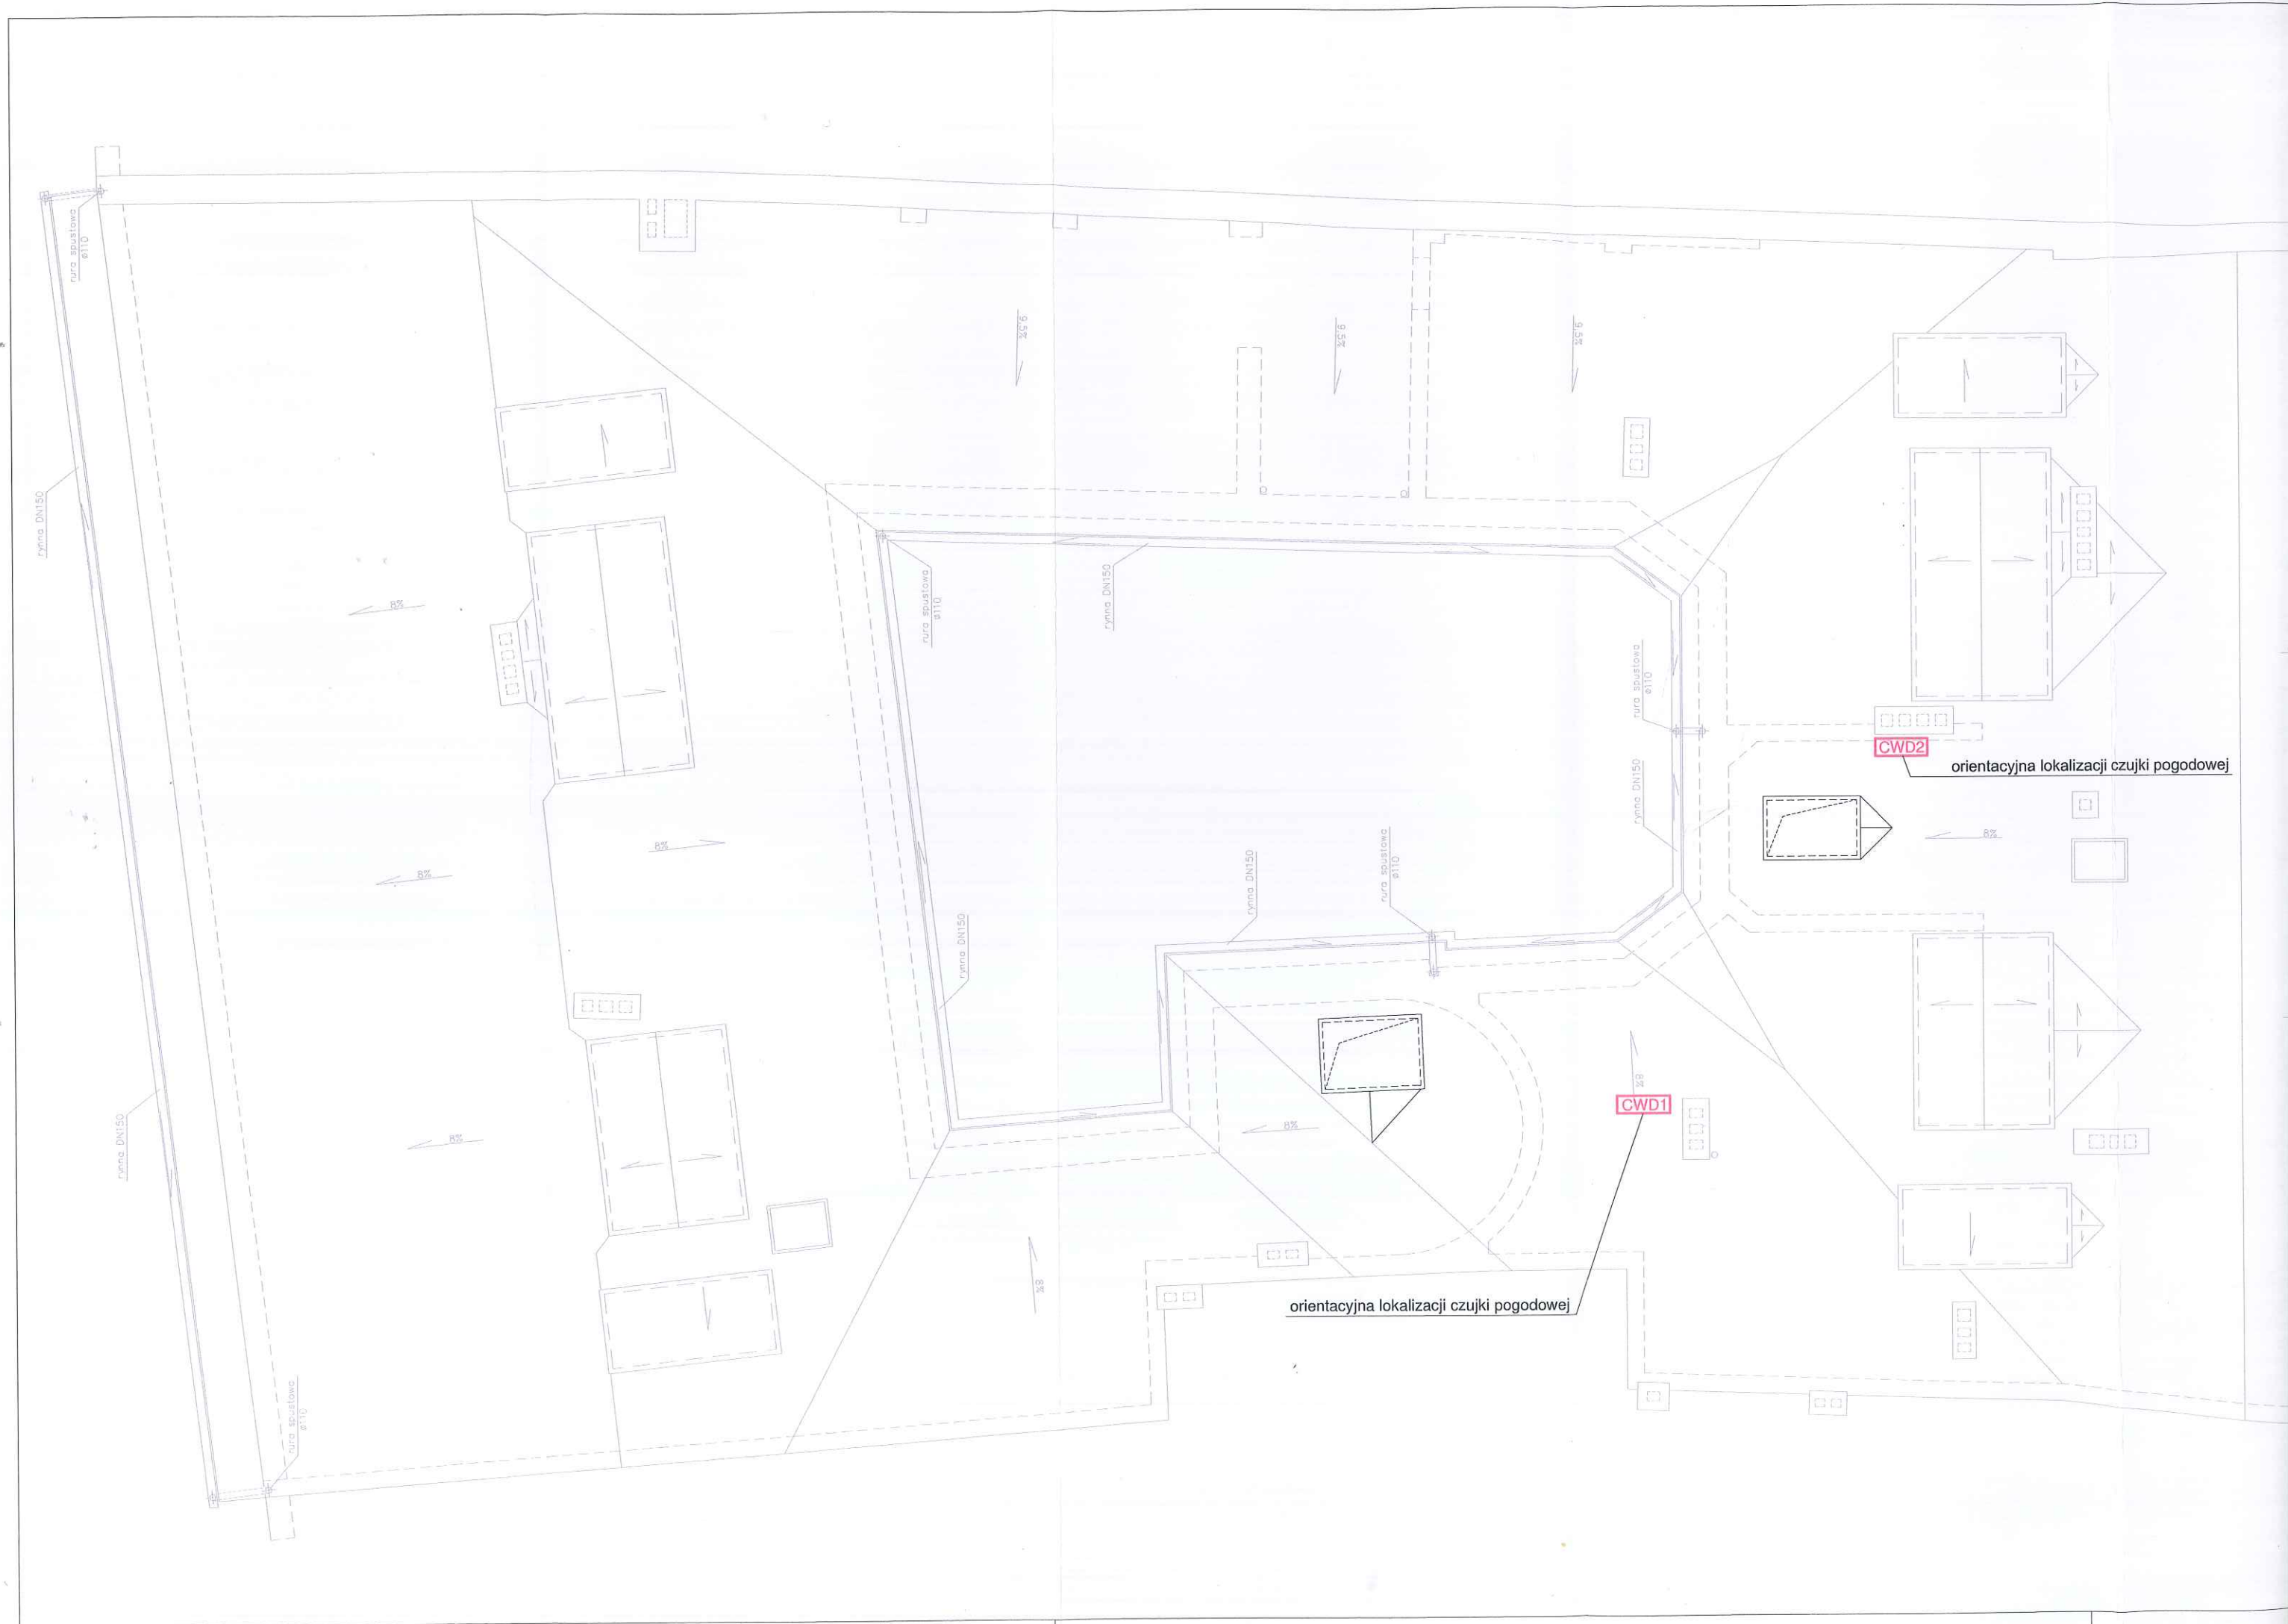 rura spustowa
ø110
9.5%
9.5%
9.5%
rynna DN150
8%
rura spustowa
ø110
rynna DN150
rura spustowa
ø110
CWD2
orientacyjna lokalizacji czujki pogodowej
rynna DN150
8%
8%
8%
rynna DN150
rura spustowa
ø110
rynna DN150
8%
CWD1
rynna DN150
8%
8%
8%
orientacyjna lokalizacji czujki pogodowej
rura spustowa
ø110